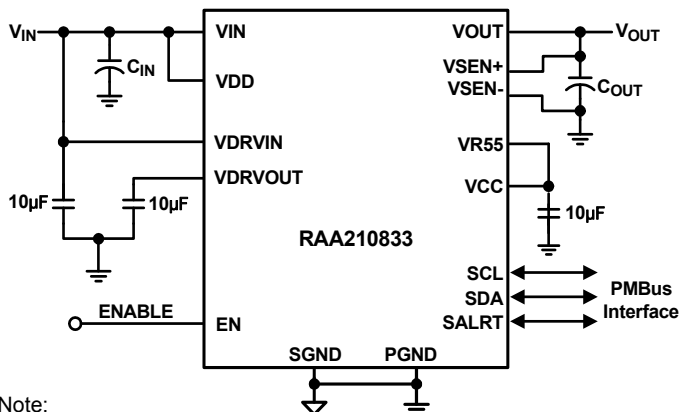 VIN VIN VOUT VOUT
CIN VSEN+
VDD VSEN- COUT
VDRVIN VR55
VDRVOUT VCC
10µF 10µF 10µF
RAA210833
SCL
SDA PMBus
Interface
ENABLE EN SALRT
SGND PGND
Note: